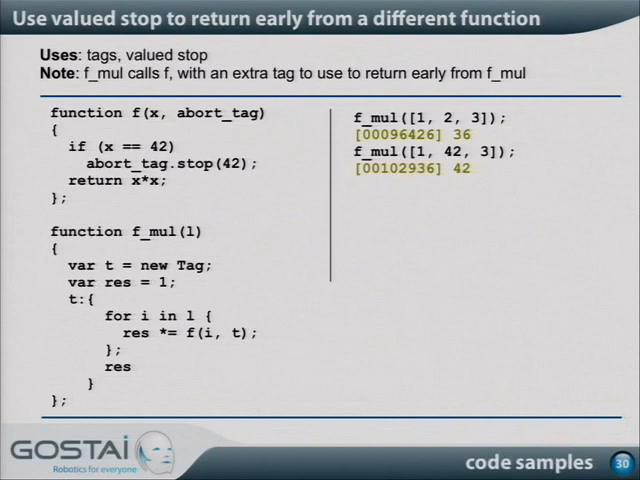 Use valued stop to return early from a different function
Uses: tags, valued stop
Note: f_mul calls f, with an extra tag to use to return early from f_mul
function f(x, abort_tag)
{
if (x == 42)
abort_tag.stop(42);
return x*x;
};
function f_mul(l)
{
var t = new Tag;
var res = 1;
t:{
for i in l {
res *= f(i, t);
};
res
}
};
f_mul([1, 2, 3]);
[00096426] 36
f_mul([1, 42, 3]);
[00102936] 42
GOSTAI
Robotics for everyone
code samples
30